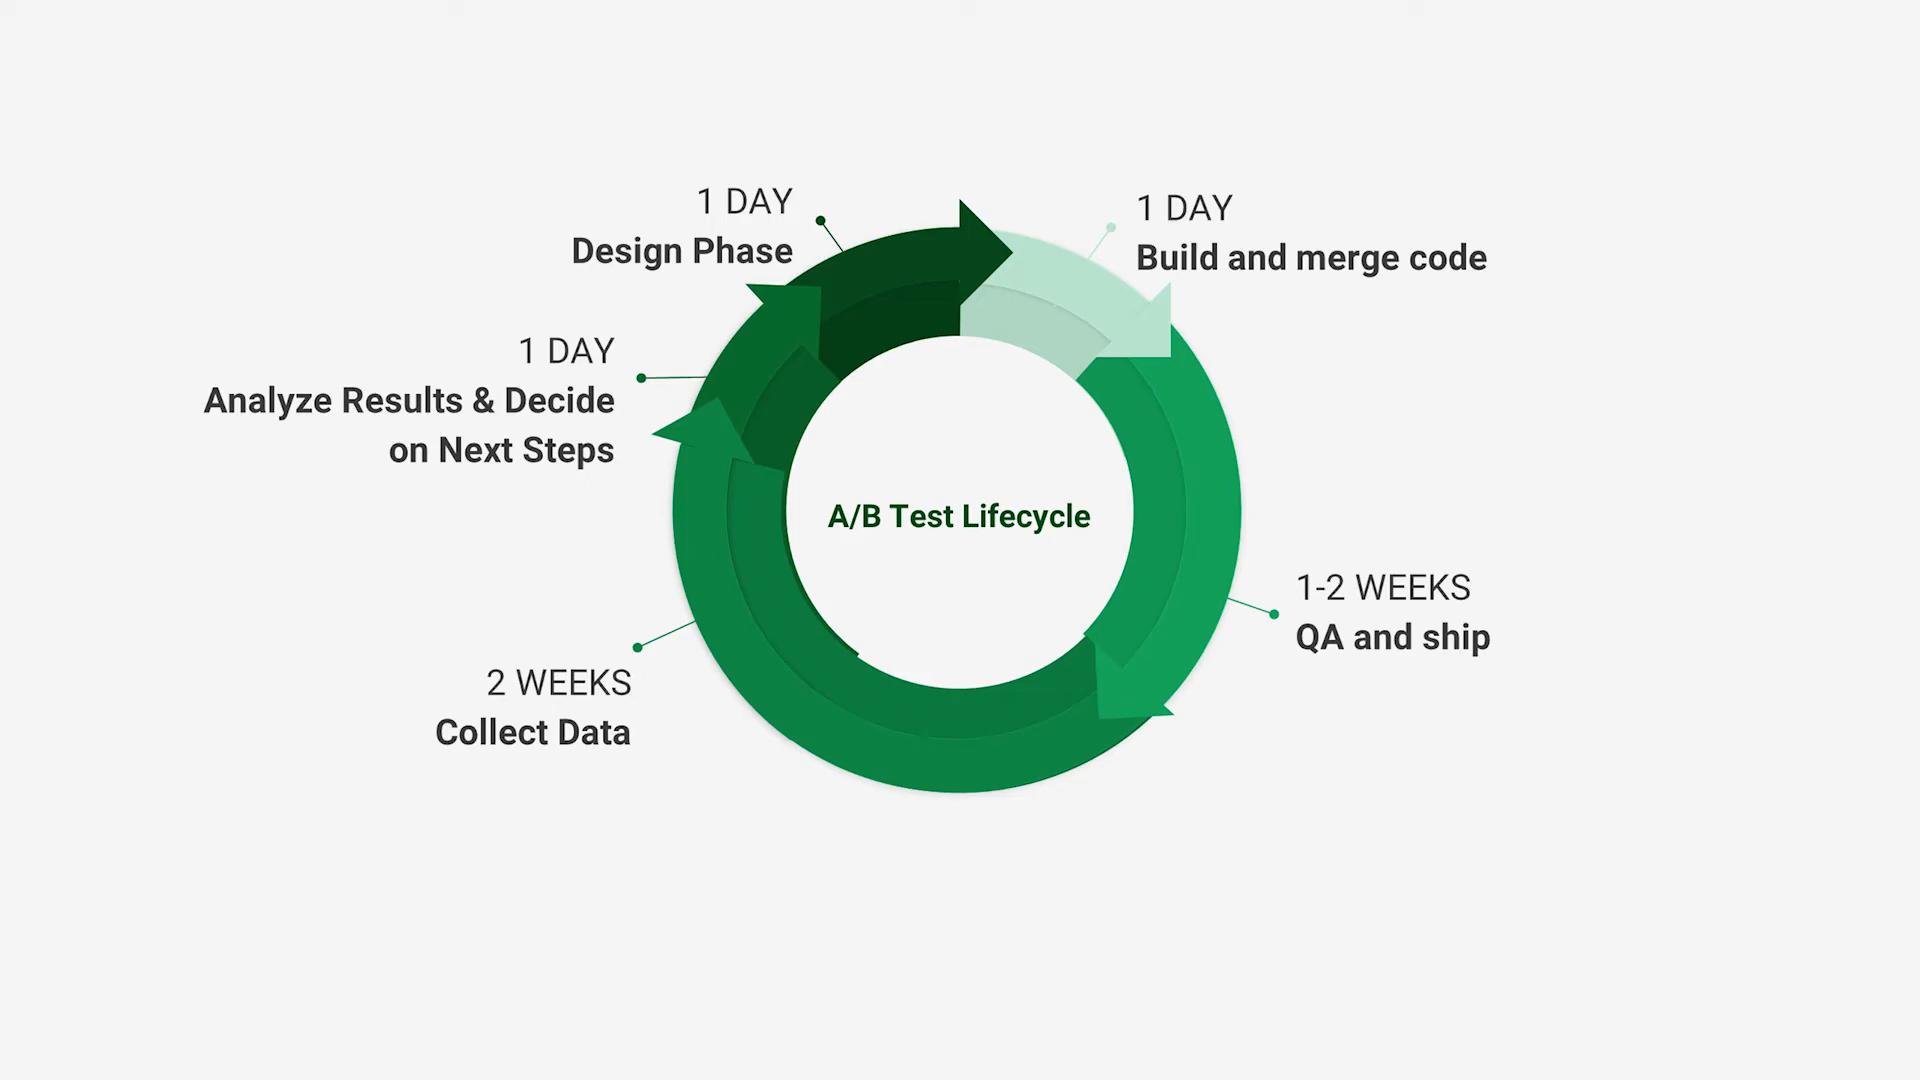 1 DAY
Design Phase
1 DAY
Build and merge code
1 DAY
Analyze Results & Decide
on Next Steps
A/B Test Lifecycle
1-2 WEEKS
QA and ship
2 WEEKS
Collect Data